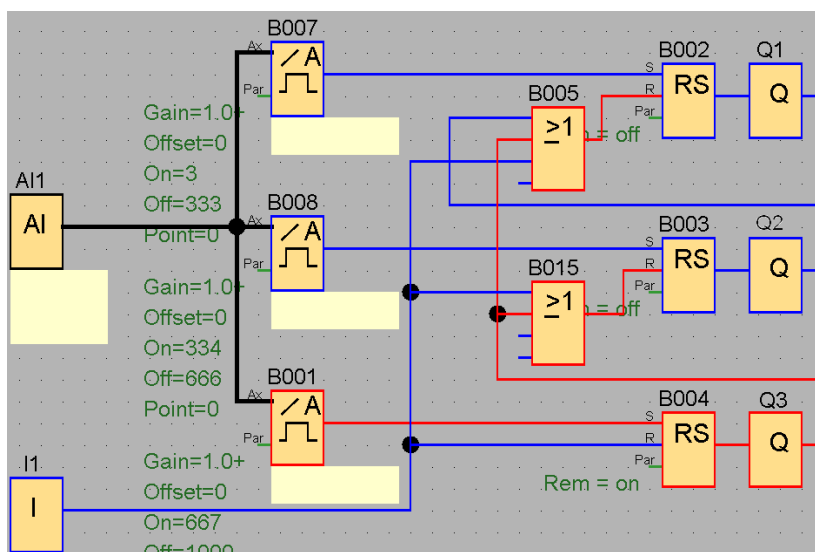 B007
Ax
A
Par
Gain=1.0+
Offset=0
On=3
Off=333
Point=0
B005
≥1
= off
B002
S
R
Par
RS
Q1
Q
AI1
AI
B008
Ax
A
Par
Gain=1.0+
Offset=0
On=334
Off=666
Point=0
B015
≥1
= off
B003
S
R
Par
RS
Q2
Q
B001
Ax
A
Par
Gain=1.0+
Offset=0
On=667
Off=1000
B004
S
R
Par
RS
Rem = on
Q3
Q
I1
I